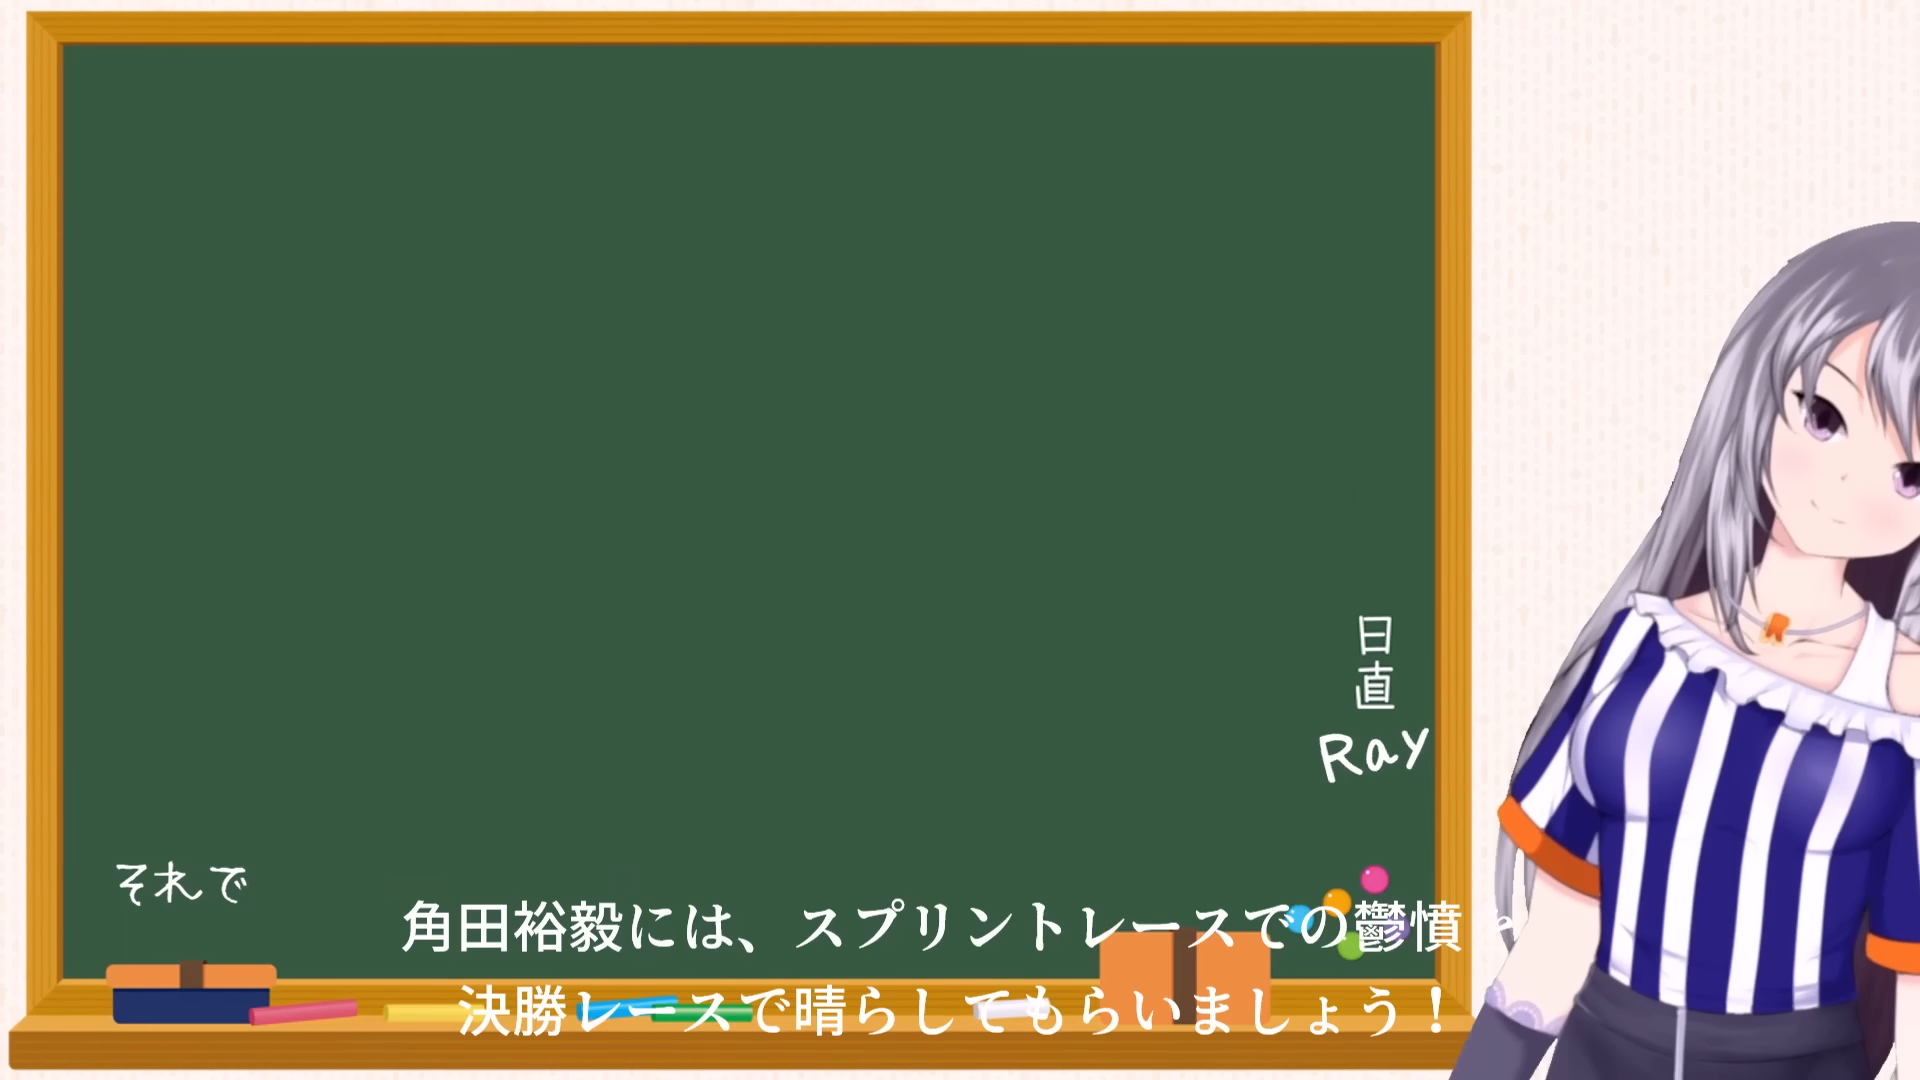 日直
Ray
それで
角田裕毅には、スプリントレースでの鬱憤を
決勝レースで晴らしてもらいましょう！